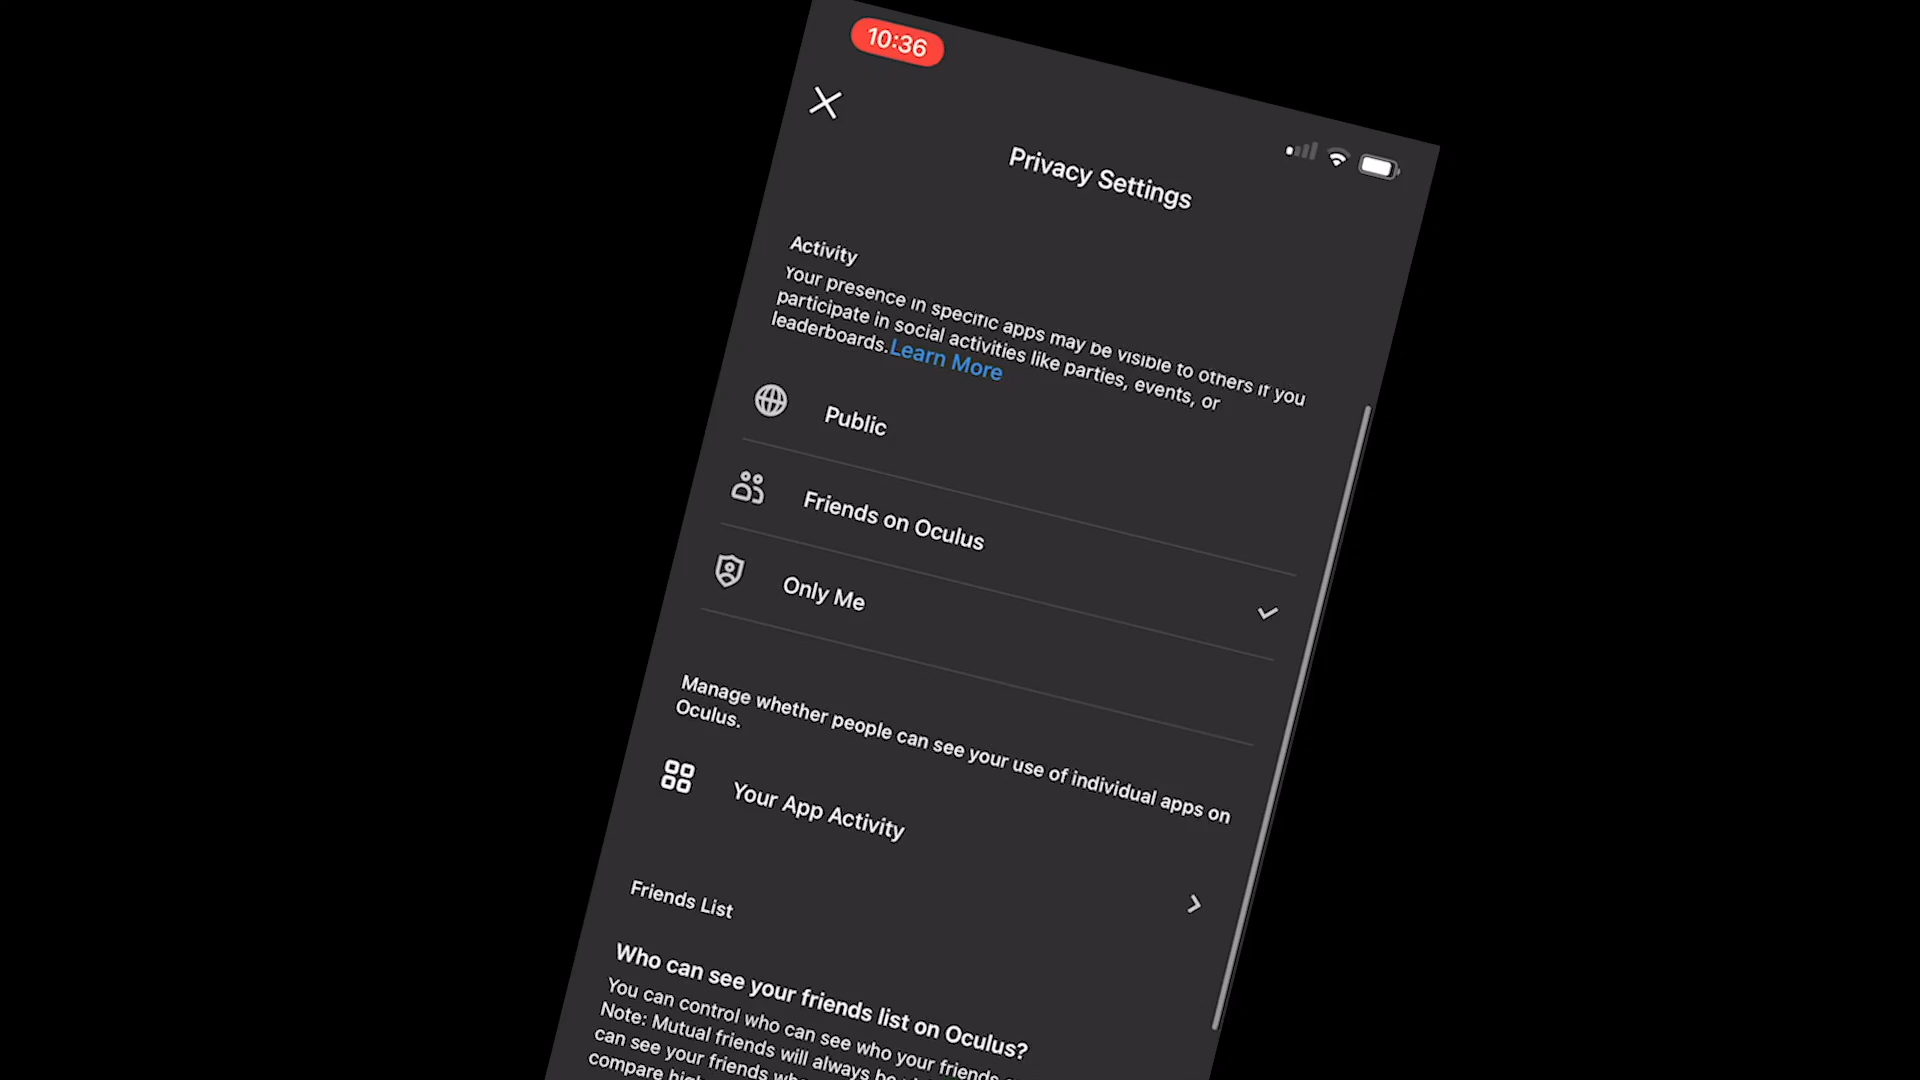 10:36
Privacy Settings
Activity
Your presence in specific apps may be visible to others if you
participate in social activities like parties, events, or
leaderboards.Learn More
Public
Friends on Oculus
Only Me
Manage whether people can see your use of individual apps on
Oculus.
Your App Activity
Friends List
Who can see your friends list on Oculus?
You can control who can see who your friends
Note: Mutual friends will always be
can see your friends
compare